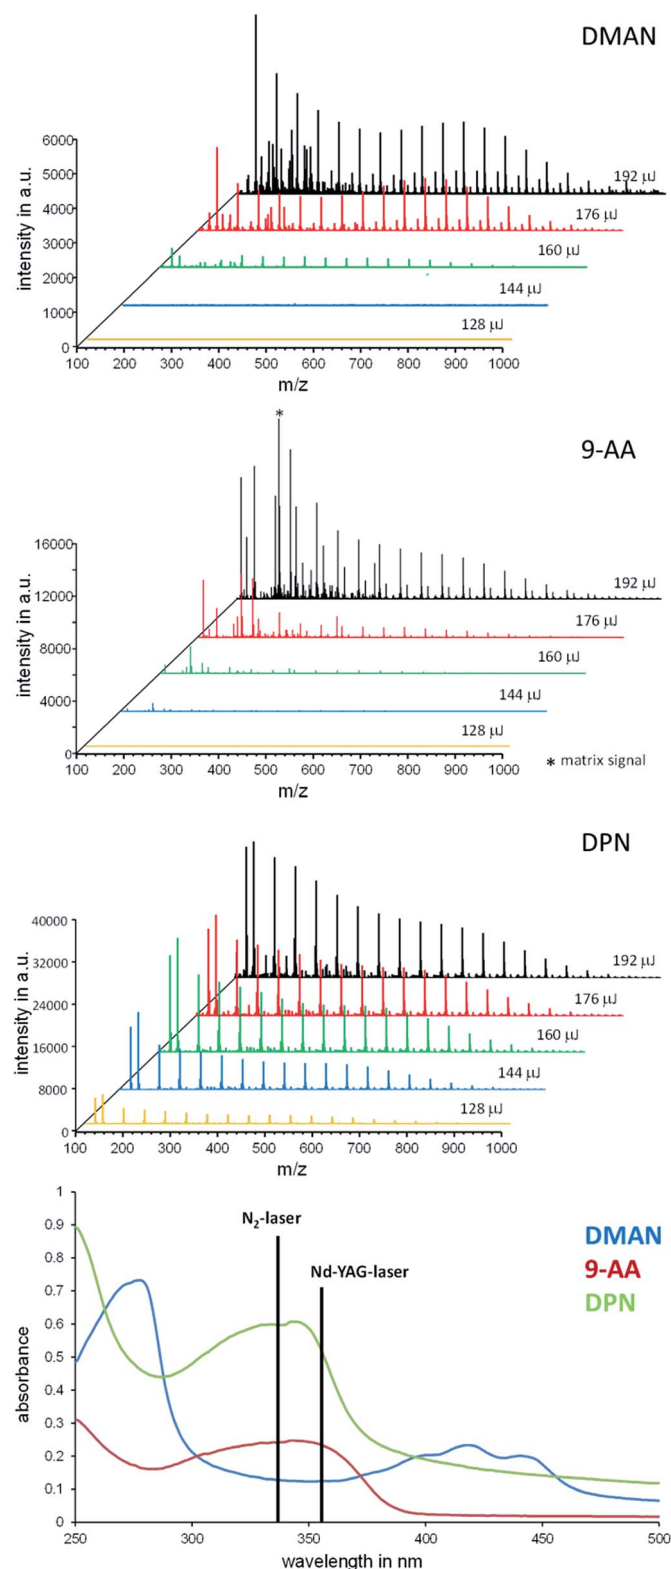 DMAN
6000
5000
4000
3000
2000
1000
0
intensity in a.u.
192 µJ
176 µJ
160 µJ
144 µJ
128 µJ
100 200 300 400 500 600 700 800 900 1000
m/z
*
9-AA
16000
12000
8000
4000
0
intensity in a.u.
192 µJ
176 µJ
160 µJ
144 µJ
128 µJ
100 200 300 400 500 600 700 800 900 1000
* matrix signal
m/z
DPN
40000
32000
24000
16000
8000
0
intensity in a.u.
192 µJ
176 µJ
160 µJ
144 µJ
128 µJ
100 200 300 400 500 600 700 800 900 1000
m/z
1
0.9
0.8
0.7
0.6
0.5
0.4
0.3
0.2
0.1
0
absorbance
N2-laser
Nd-YAG-laser
DMAN
9-AA
DPN
250 300 350 400 450 500
wavelength in nm